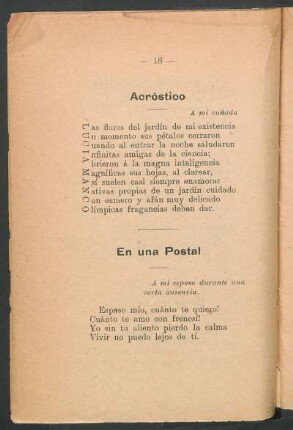 — 18 —
Acróstico
A mi cuñada
Las flores del jardín de mi existencia
Un momento sus pétalos cerraron
Cuando al entrar la noche saludaron
Infinitas amigas de la ciencia;
Abrieron á la magna inteligencia
Magníficas sus hojas, al clarear,
Así suelen casi siempre enamorar
Nativas propias de un jardín cuidado
Con esmero y afán muy delicado
Olímpicas fragancias deben dar.
En una Postal
A mi esposo durante una
corta ausencia.
Esposo mío, cuánto te quiero!
Cuánto te amo con frenesí!
Yo sin tu aliento pierdo la calma
Vivir no puedo lejos de tí.